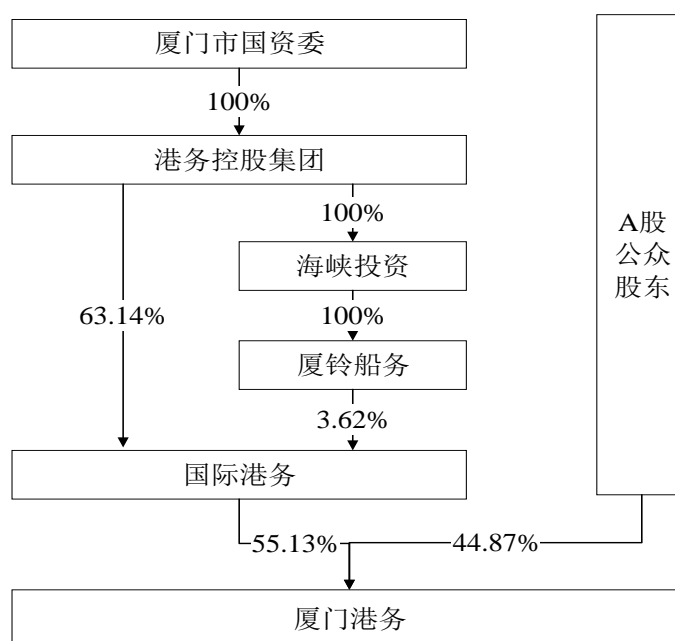 厦门市国资委
100%
港务控股集团
100%
海峡投资
63.14%
100%
厦铃船务
3.62%
国际港务
A股
公众
股东
55.13%
44.87%
厦门港务